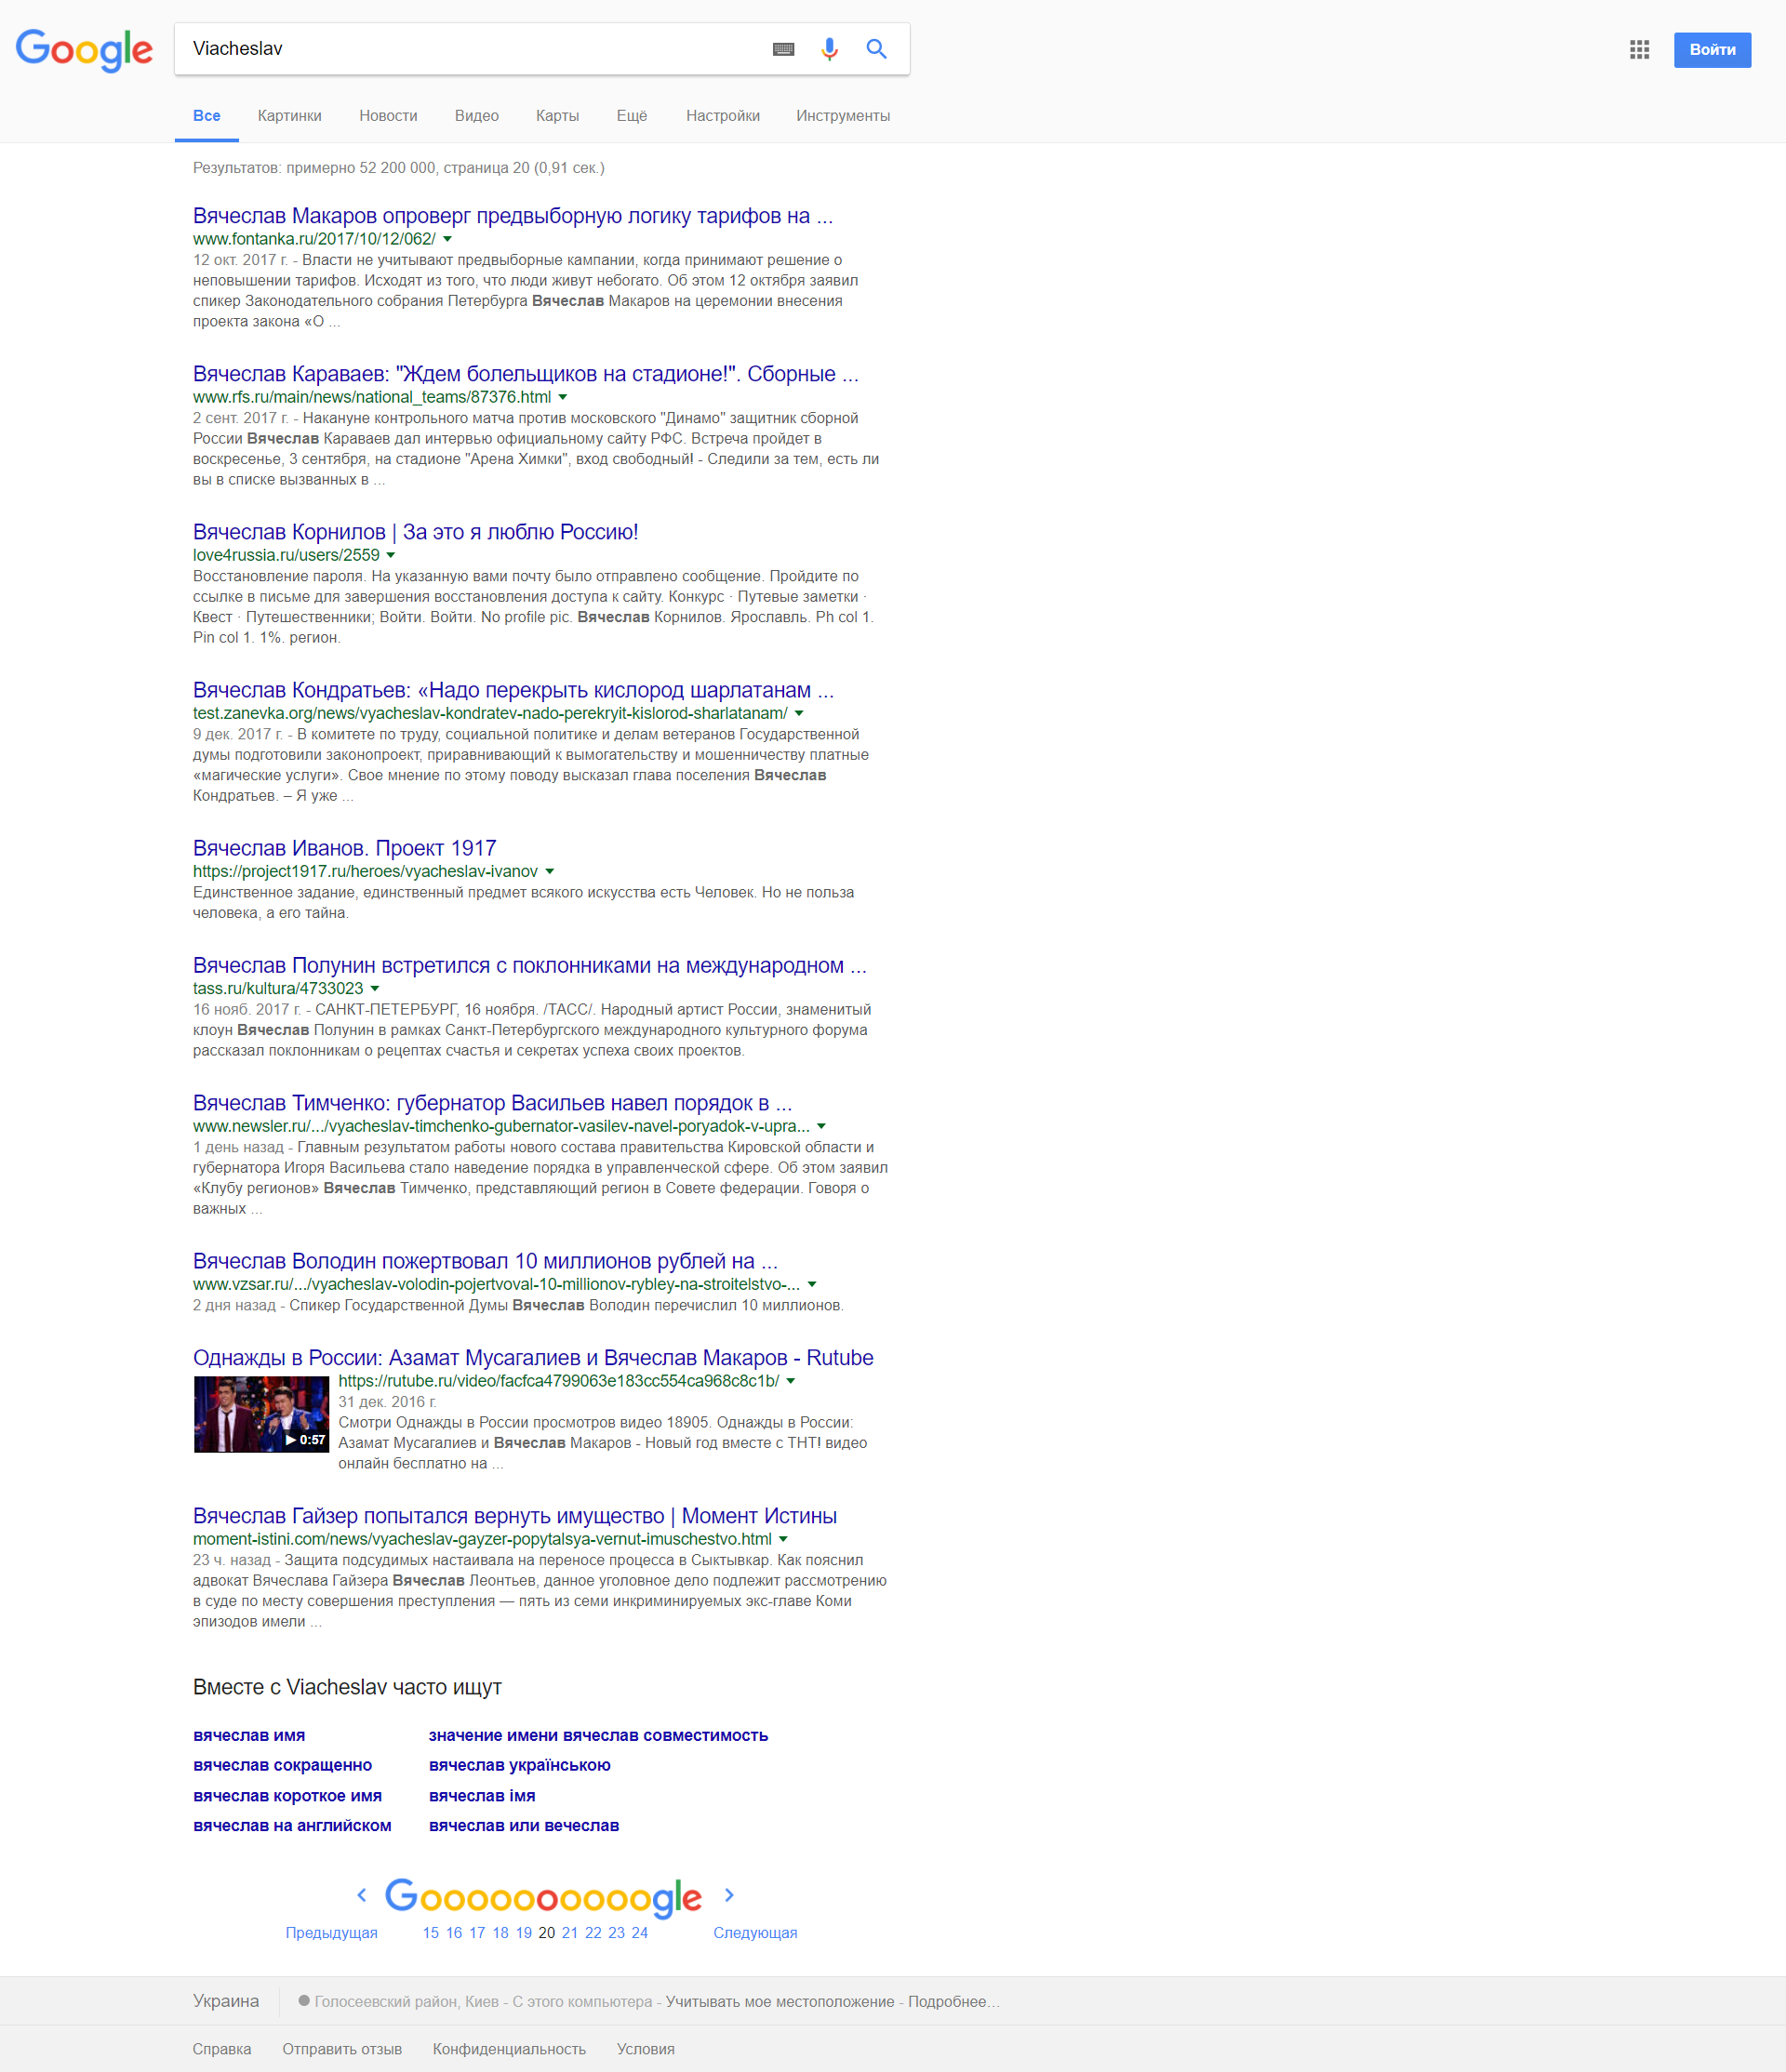 Google
Viacheslav
Войти
Все Картинки Новости Видео Карты Ещё Настройки Инструменты
Результатов: примерно 52 200 000, страница 20 (0,91 сек.)
Вячеслав Макаров опроверг предвыборную логику тарифов на ...
www.fontanka.ru/2017/10/12/062/
12 окт. 2017 г. - Власти не учитывают предвыборные кампании, когда принимают решение о
неповышении тарифов. Исходят из того, что люди живут небогато. Об этом 12 октября заявил
спикер Законодательного собрания Петербурга Вячеслав Макаров на церемонии внесения
проекта закона «О ...
Вячеслав Караваев: "Ждем болельщиков на стадионе!". Сборные ...
www.rfs.ru/main/news/national_teams/87376.html
2 сент. 2017 г. - Накануне контрольного матча против московского "Динамо" защитник сборной
России Вячеслав Караваев дал интервью официальному сайту РФС. Встреча пройдет в
воскресенье, 3 сентября, на стадионе "Арена Химки", вход свободный! - Следили за тем, есть ли
вы в списке вызванных в ...
Вячеслав Корнилов | За это я люблю Россию!
love4russia.ru/users/2559
Восстановление пароля. На указанную вами почту было отправлено сообщение. Пройдите по
ссылке в письме для завершения восстановления доступа к сайту. Конкурс · Путевые заметки ·
Квест · Путешественники; Войти. Войти. No profile pic. Вячеслав Корнилов. Ярославль. Ph col 1.
Pin col 1. 1%. регион.
Вячеслав Кондратьев: «Надо перекрыть кислород шарлатанам ...
test.zanevka.org/news/vyacheslav-kondratev-nado-perekryit-kislorod-sharlatanam/
9 дек. 2017 г. - В комитете по труду, социальной политике и делам ветеранов Государственной
думы подготовили законопроект, приравнивающий к вымогательству и мошенничеству платные
«магические услуги». Свое мнение по этому поводу высказал глава поселения Вячеслав
Кондратьев. – Я уже ...
Вячеслав Иванов. Проект 1917
https://project1917.ru/heroes/vyacheslav-ivanov
Единственное задание, единственный предмет всякого искусства есть Человек. Но не польза
человека, а его тайна.
Вячеслав Полунин встретился с поклонниками на международном ...
tass.ru/kultura/4733023
16 нояб. 2017 г. - САНКТ-ПЕТЕРБУРГ, 16 ноября. /ТАСС/. Народный артист России, знаменитый
клоун Вячеслав Полунин в рамках Санкт-Петербургского международного культурного форума
рассказал поклонникам о рецептах счастья и секретах успеха своих проектов.
Вячеслав Тимченко: губернатор Васильев навел порядок в ...
www.newsler.ru/.../vyacheslav-timchenko-gubernator-vasilev-navel-poryadok-v-upra...
1 день назад - Главным результатом работы нового состава правительства Кировской области и
губернатора Игоря Васильева стало наведение порядка в управленческой сфере. Об этом заявил
«Клубу регионов» Вячеслав Тимченко, представляющий регион в Совете федерации. Говоря о
важных ...
Вячеслав Володин пожертвовал 10 миллионов рублей на ...
www.vzsar.ru/.../vyacheslav-volodin-pojertvoval-10-millionov-rybley-na-stroitelstvo-...
2 дня назад - Спикер Государственной Думы Вячеслав Володин перечислил 10 миллионов.
Однажды в России: Азамат Мусагалиев и Вячеслав Макаров - Rutube
https://rutube.ru/video/facfca4799063e183cc554ca968c8c1b/
31 дек. 2016 г.
Смотри Однажды в России просмотров видео 18905. Однажды в России:
Азамат Мусагалиев и Вячеслав Макаров - Новый год вместе с ТНТ! видео
онлайн бесплатно на ...
0:57
Вячеслав Гайзер попытался вернуть имущество | Момент Истины
moment-istini.com/news/vyacheslav-gayzer-popytalsya-vernut-imuschestvo.html
23 ч. назад - Защита подсудимых настаивала на переносе процесса в Сыктывкар. Как пояснил
адвокат Вячеслава Гайзера Вячеслав Леонтьев, данное уголовное дело подлежит рассмотрению
в суде по месту совершения преступления — пять из семи инкриминируемых экс-главе Коми
эпизодов имели ...
Вместе с Viacheslav часто ищут
вячеслав имя значение имени вячеслав совместимость
вячеслав сокращенно вячеслав українською
вячеслав короткое имя вячеслав імя
вячеслав на английском вячеслав или вечеслав
Goooooooooogle
Предыдущая 15 16 17 18 19 20 21 22 23 24 Следующая
Украина Голосеевский район, Киев - С этого компьютера - Учитывать мое местоположение - Подробнее…
Справка Отправить отзыв Конфиденциальность Условия